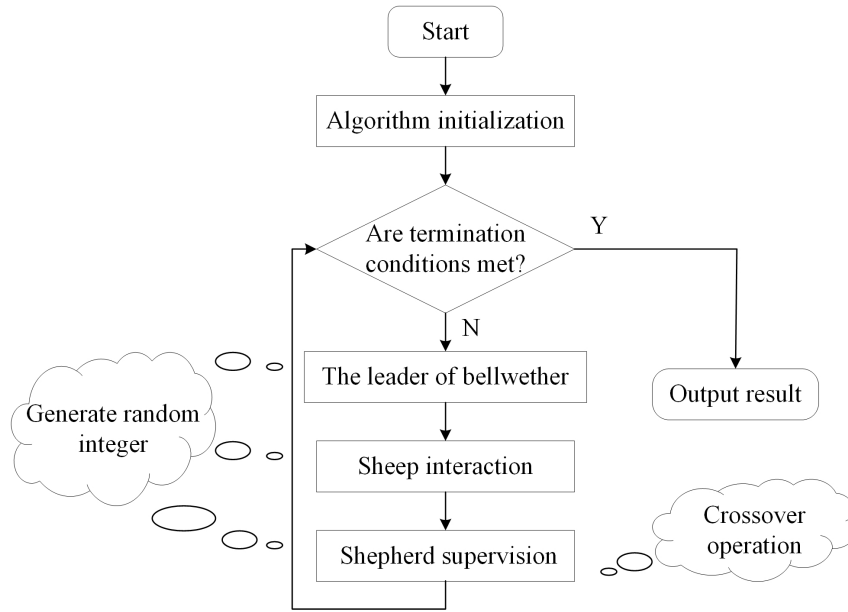 Start
Algorithm initialization
Are termination
conditions met?
Y
N
The leader of bellwether
Output result
Generate random
integer
Sheep interaction
Shepherd supervision
Crossover
operation